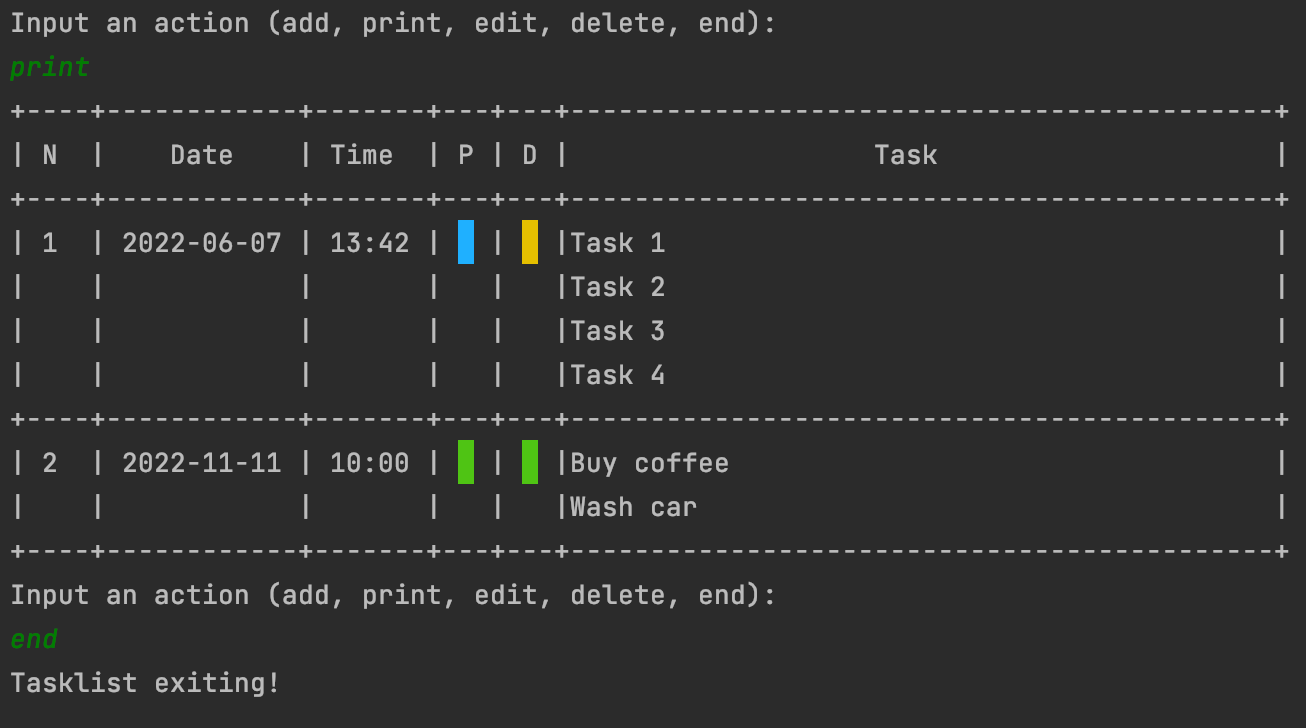 Input an action (add, print, edit, delete, end):
print
+----+------------+-------+---+---+--------------------------------------------+
| N  |    Date    | Time  | P | D |                   Task                     |
+----+------------+-------+---+---+--------------------------------------------+
| 1  | 2022-06-07 | 13:42 |   |   |Task 1                                      |
|    |            |       |   |   |Task 2                                      |
|    |            |       |   |   |Task 3                                      |
|    |            |       |   |   |Task 4                                      |
+----+------------+-------+---+---+--------------------------------------------+
| 2  | 2022-11-11 | 10:00 |   |   |Buy coffee                                  |
|    |            |       |   |   |Wash car                                    |
+----+------------+-------+---+---+--------------------------------------------+
Input an action (add, print, edit, delete, end):
end
Tasklist exiting!